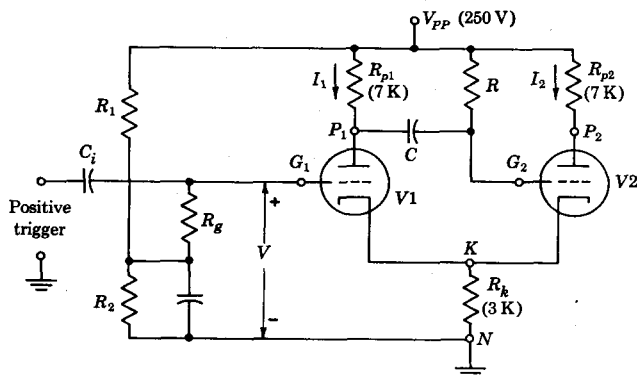 V_PP (250 V)
R_1
I_1
R_p1
(7 K)
R
I_2
R_p2
(7 K)
P_1
C
P_2
C_i
G_1
V1
G_2
V2
Positive
trigger
R_g
+
V
-
K
R_2
R_k
(3 K)
N